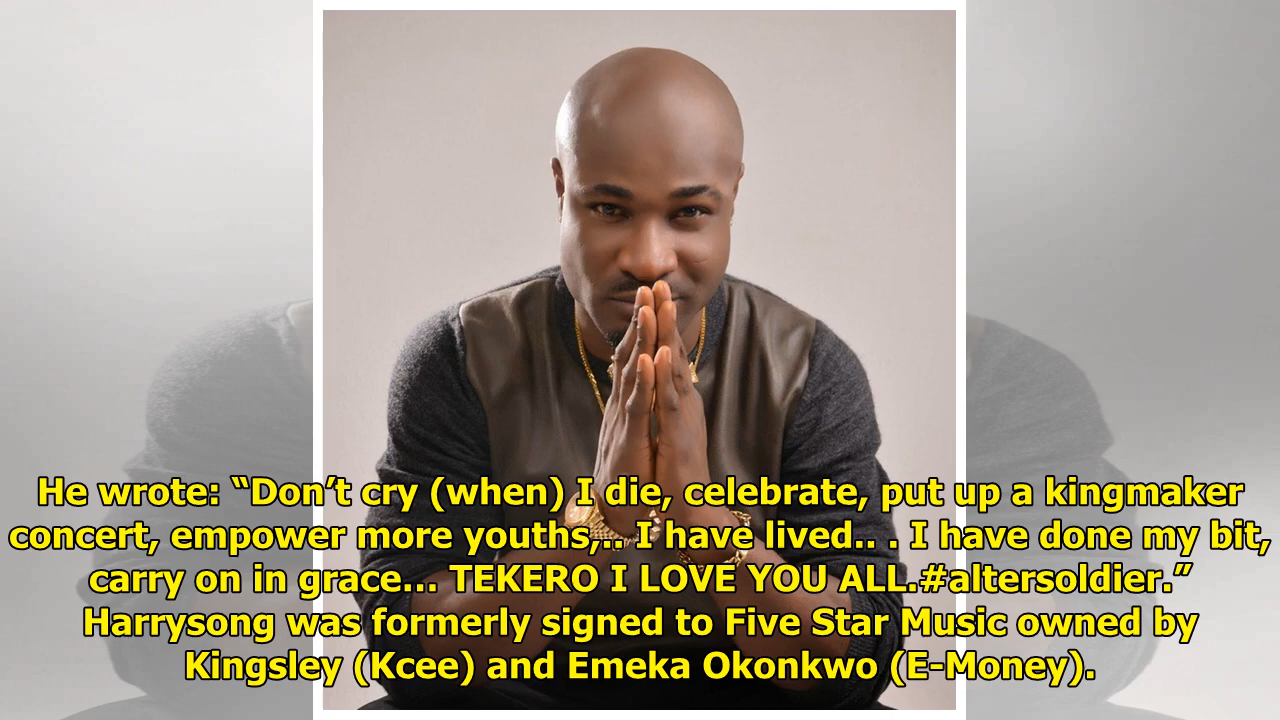 He wrote: “Don’t cry (when) I die, celebrate, put up a kingmaker
concert, empower more youths,.. I have lived.. . I have done my bit,
carry on in grace… TEKERO I LOVE YOU ALL.#altersoldier.”
Harrysong was formerly signed to Five Star Music owned by
Kingsley (Kcee) and Emeka Okonkwo (E-Money).